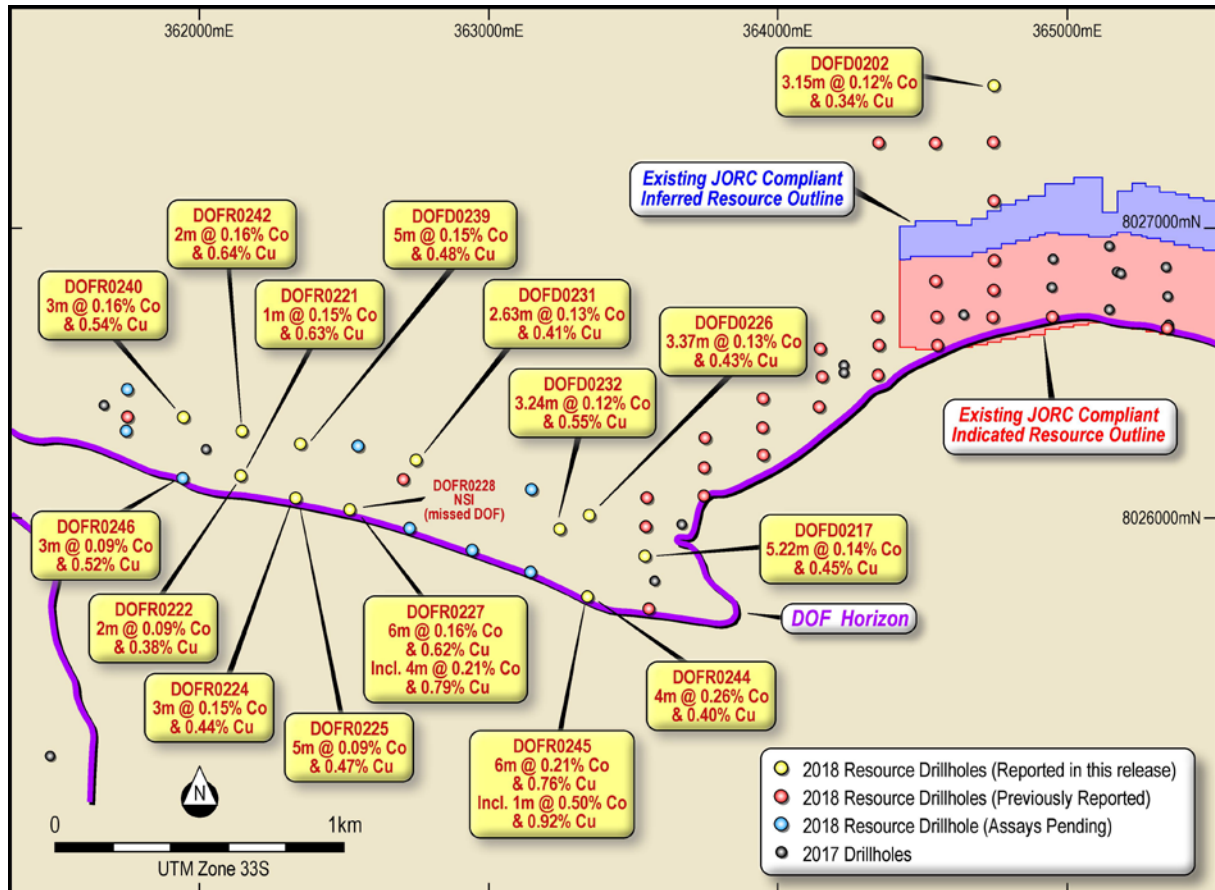 362000mE
363000mE
364000mE
365000mE
DOFD0202
3.15m @ 0.12% Co
& 0.34% Cu
Existing JORC Compliant
Inferred Resource Outline
8027000mN
DOFR0242
2m @ 0.16% Co
& 0.64% Cu
DOFD0239
5m @ 0.15% Co
& 0.48% Cu
DOFR0240
3m @ 0.16% Co
& 0.54% Cu
DOFR0221
1m @ 0.15% Co
& 0.63% Cu
DOFD0231
2.63m @ 0.13% Co
& 0.41% Cu
DOFD0226
3.37m @ 0.13% Co
& 0.43% Cu
DOFD0232
3.24m @ 0.12% Co
& 0.55% Cu
Existing JORC Compliant
Indicated Resource Outline
DOFR0228
NSI
(missed DOF)
8026000mN
DOFR0246
3m @ 0.09% Co
& 0.52% Cu
DOFD0217
5.22m @ 0.14% Co
& 0.45% Cu
DOFR0222
2m @ 0.09% Co
& 0.38% Cu
DOFR0227
6m @ 0.16% Co
& 0.62% Cu
Incl. 4m @ 0.21% Co
& 0.79% Cu
DOF Horizon
DOFR0224
3m @ 0.15% Co
& 0.44% Cu
DOFR0225
5m @ 0.09% Co
& 0.47% Cu
DOFR0244
4m @ 0.26% Co
& 0.40% Cu
DOFR0245
6m @ 0.21% Co
& 0.76% Cu
Incl. 1m @ 0.50% Co
& 0.92% Cu
N
0
1km
UTM Zone 33S
2018 Resource Drillholes (Reported in this release)
2018 Resource Drillholes (Previously Reported)
2018 Resource Drillhole (Assays Pending)
2017 Drillholes